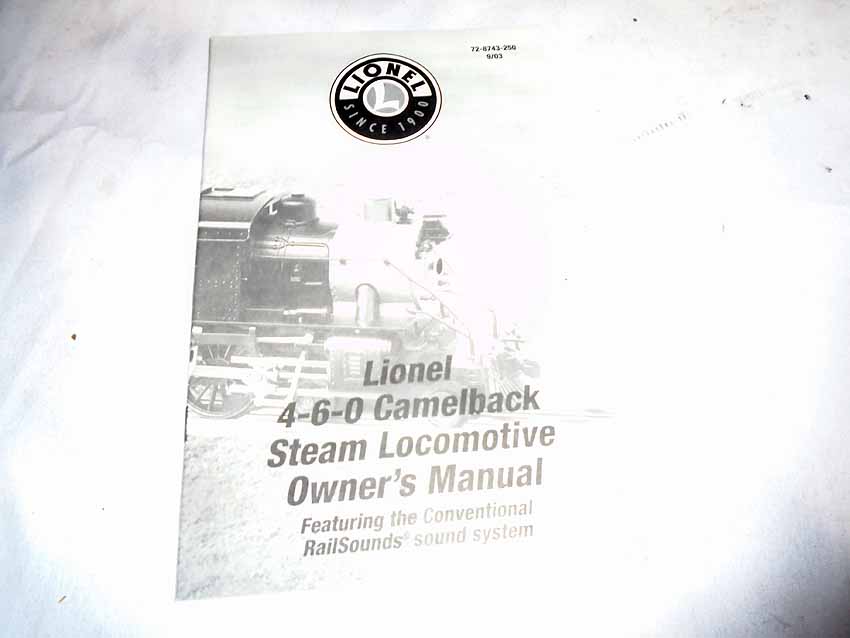 72-8743-250
9/03
LIONEL
L
SINCE 1900
Lionel
4-6-0 Camelback
Steam Locomotive
Owner's Manual
Featuring the Conventional
RailSounds® sound system